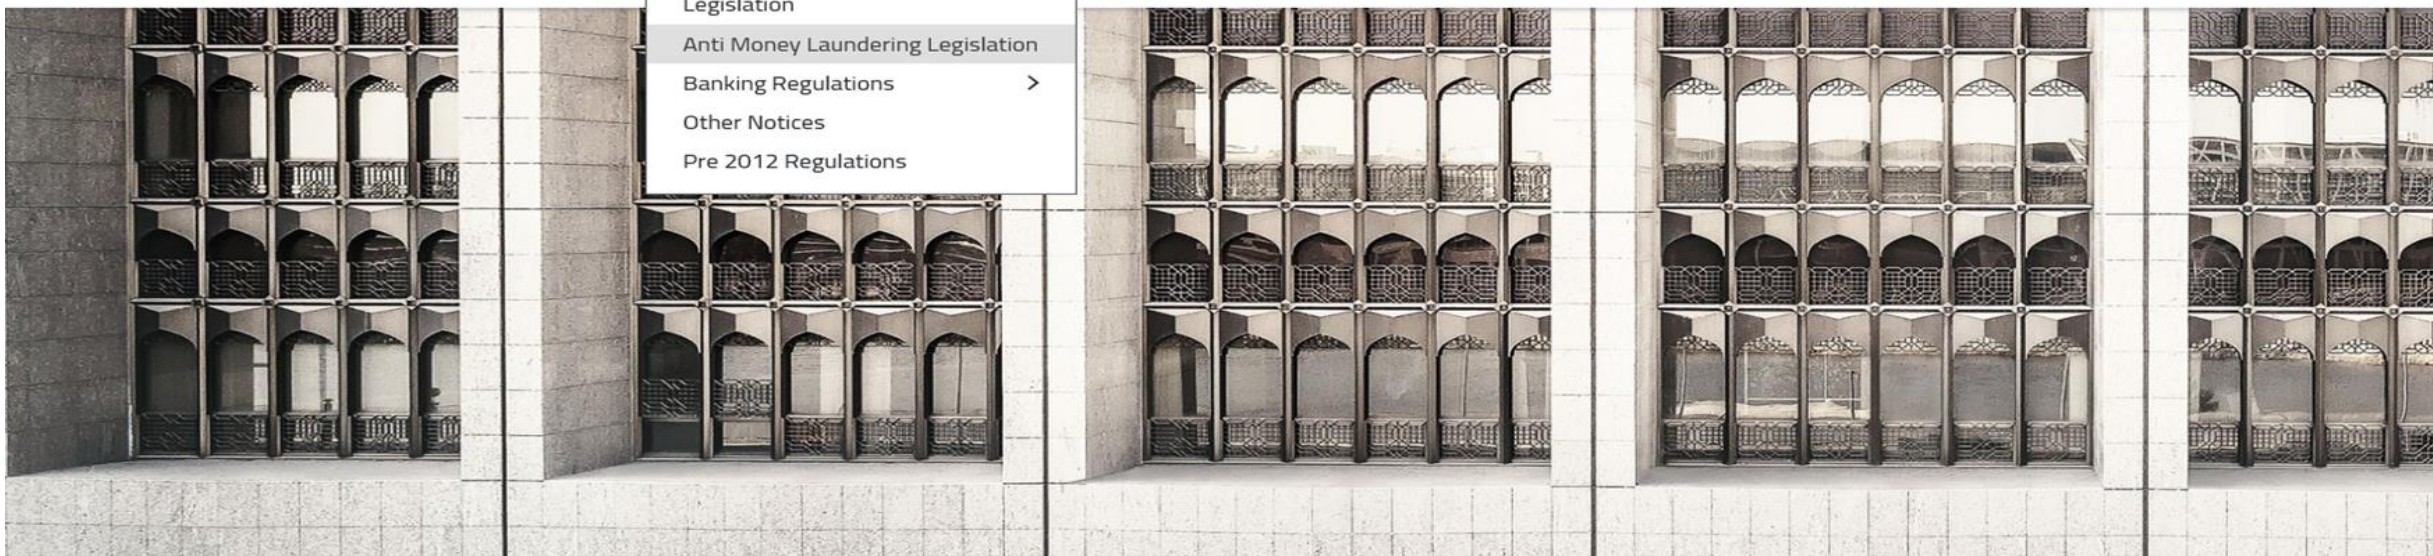 Legislation
Anti Money Laundering Legislation
Banking Regulations
Other Notices
Pre 2012 Regulations